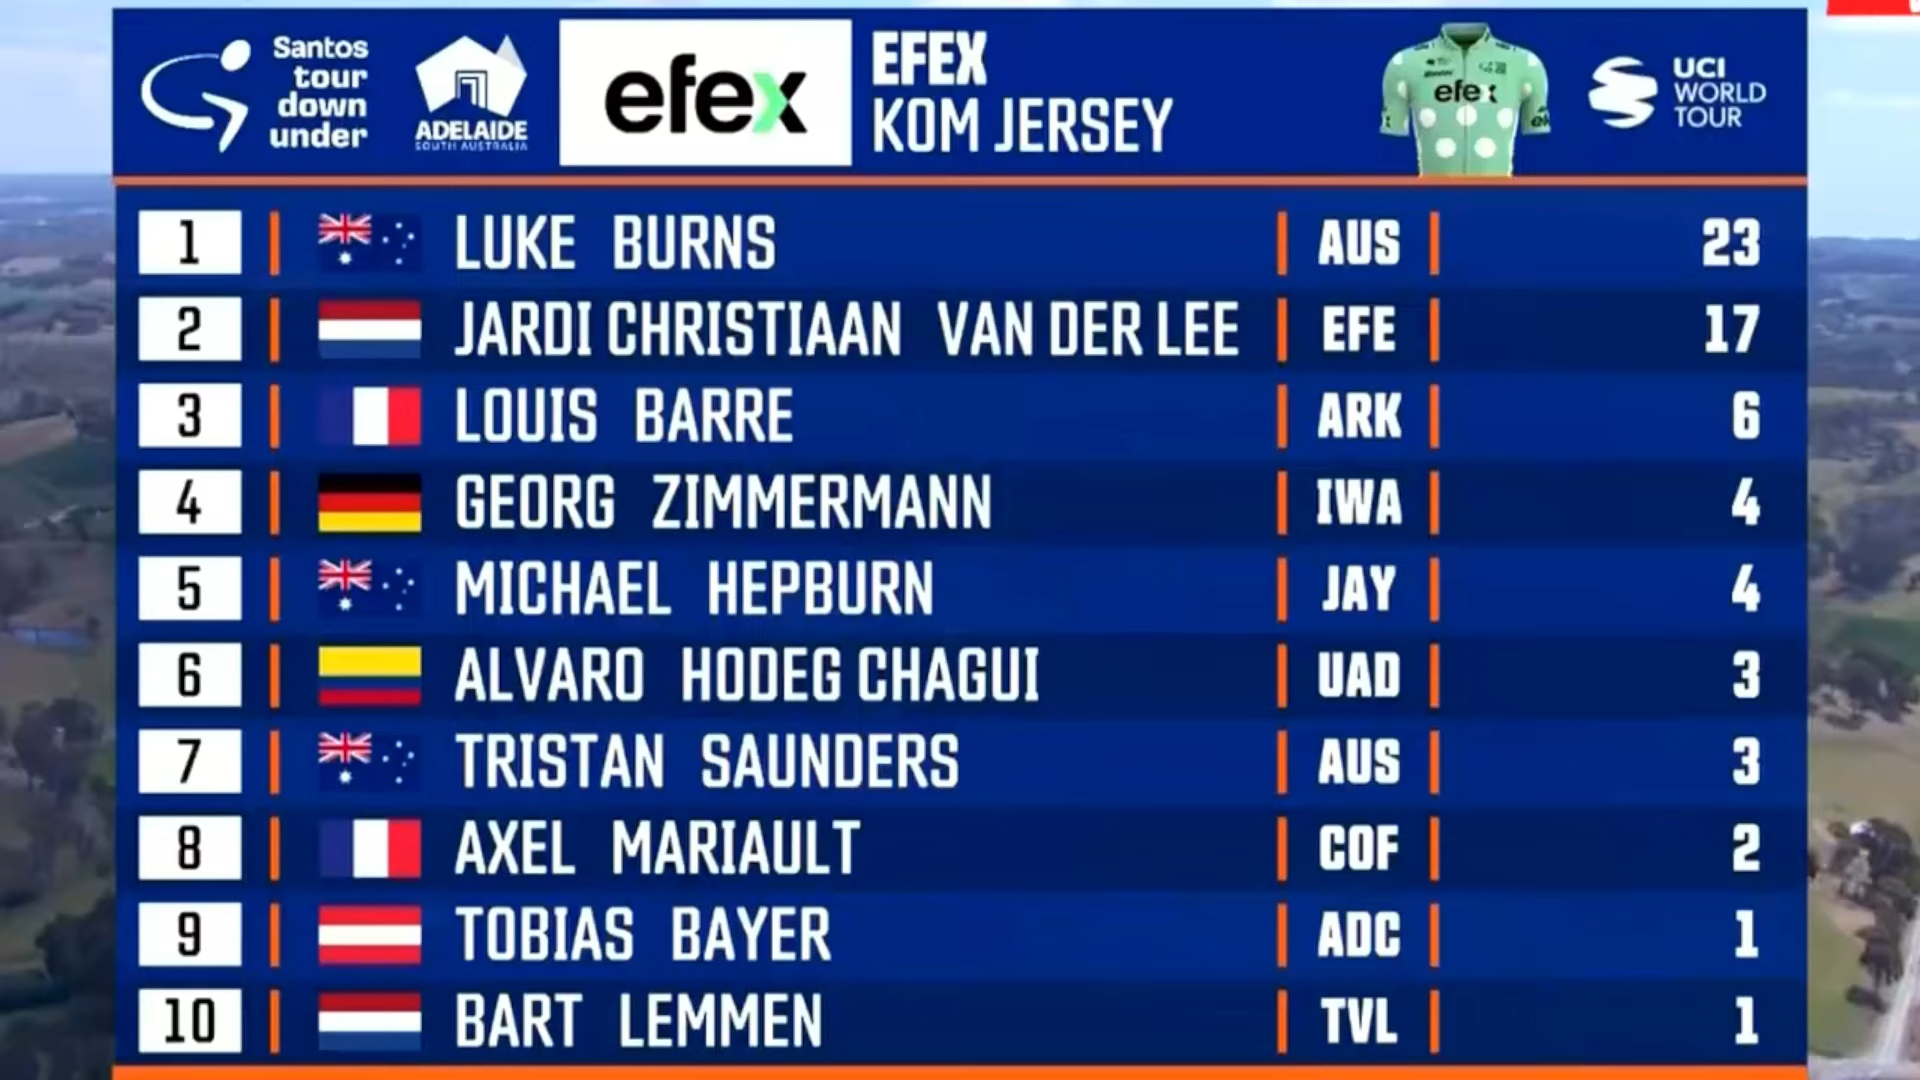 Santos
tour
down
under
ADELAIDE
SOUTH AUSTRALIA
efex
EFEX
KOM JERSEY
efex
UCI
WORLD
TOUR
1 LUKE BURNS AUS 23
2 JARDI CHRISTIAAN VAN DER LEE EFE 17
3 LOUIS BARRE ARK 6
4 GEORG ZIMMERMANN IWA 4
5 MICHAEL HEPBURN JAY 4
6 ALVARO HODEG CHAGUI UAD 3
7 TRISTAN SAUNDERS AUS 3
8 AXEL MARIAULT COF 2
9 TOBIAS BAYER ADC 1
10 BART LEMMEN TVL 1